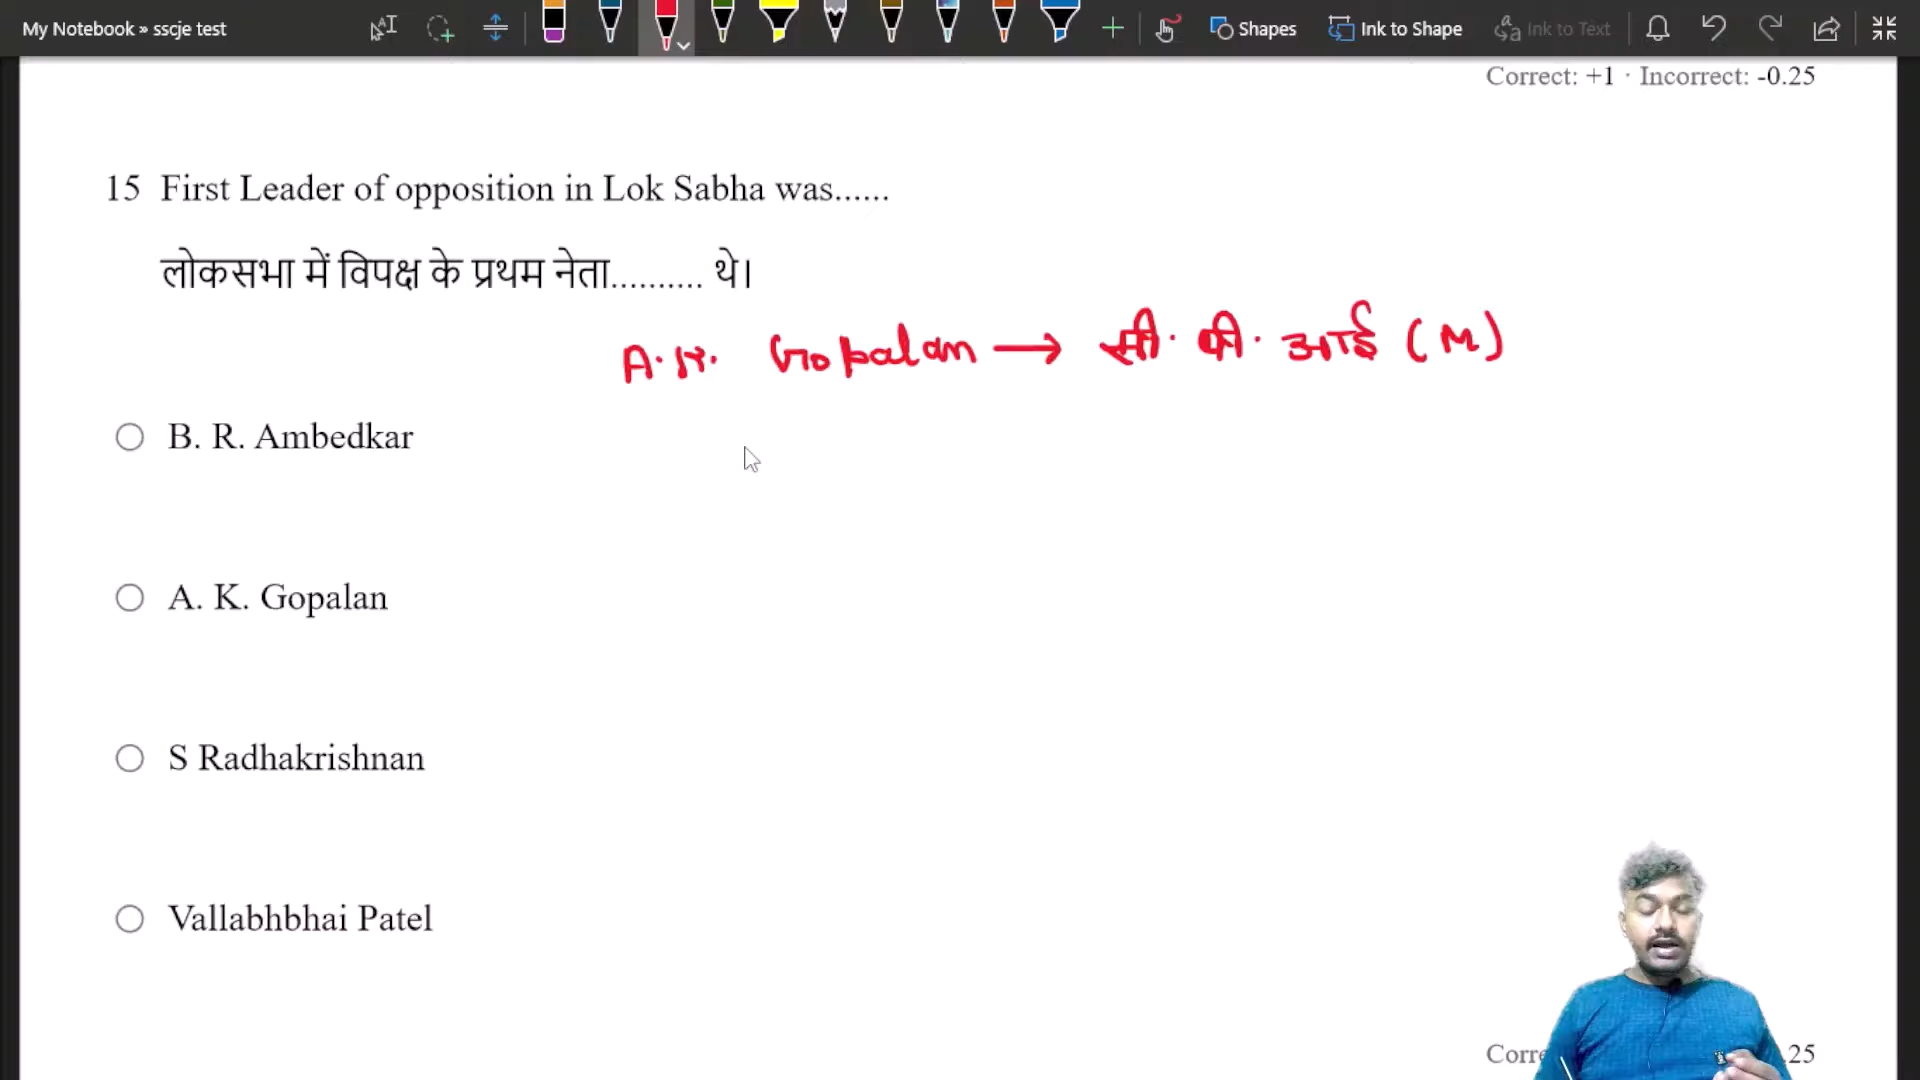 My Notebook » sscje test
Shapes
Ink to Shape
Ink to Text
Correct: +1 · Incorrect: -0.25
15 First Leader of opposition in Lok Sabha was......
लोकसभा में विपक्ष के प्रथम नेता.......... थे।
A. K. Gopalan → सी. पी. आई (M)
B. R. Ambedkar
A. K. Gopalan
S Radhakrishnan
Vallabhbhai Patel
.25